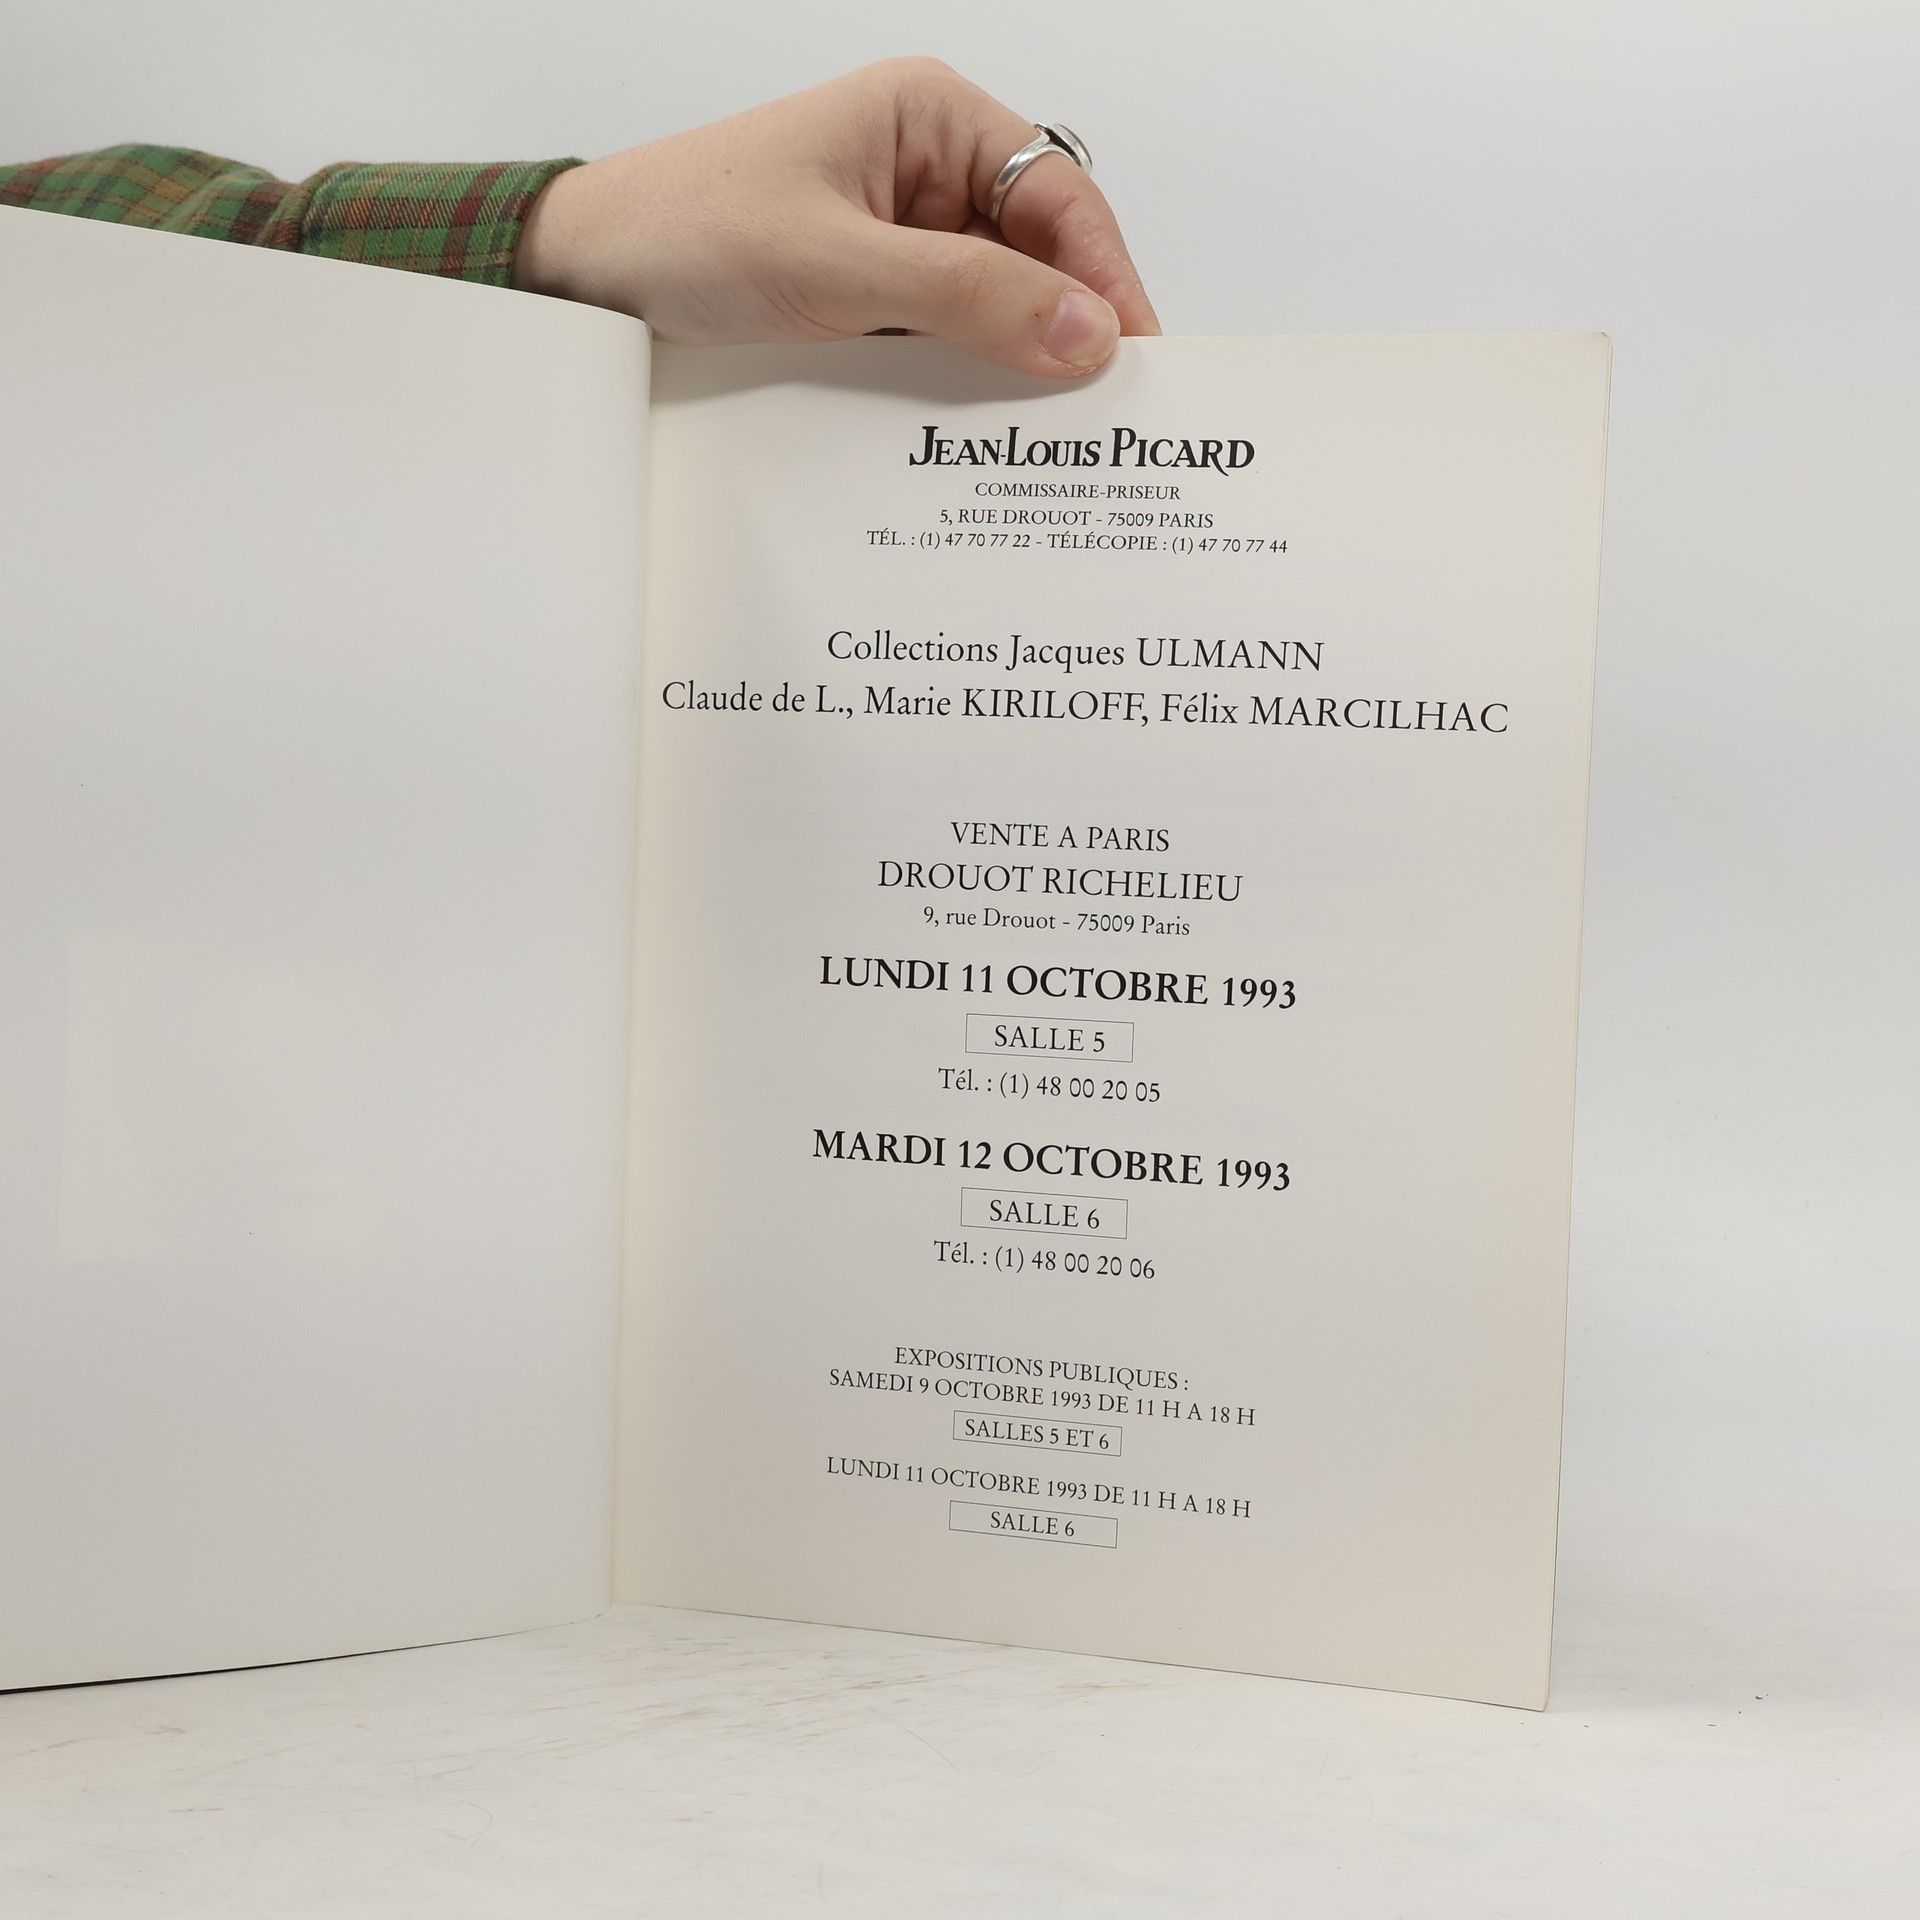 JEAN-LOUIS PICARD
COMMISSAIRE-PRISEUR
5, RUE DROUOT - 75009 PARIS
TÉL. : (1) 47 70 77 22 - TÉLÉCOPIE : (1) 47 70 77 44
Collections Jacques ULMANN
Claude de L., Marie KIRILOFF, Félix MARCILHAC
VENTE A PARIS
DROUOT RICHELIEU
9, rue Drouot - 75009 Paris
LUNDI 11 OCTOBRE 1993
SALLE 5
Tél. : (1) 48 00 20 05
MARDI 12 OCTOBRE 1993
SALLE 6
Tél. : (1) 48 00 20 06
EXPOSITIONS PUBLIQUES :
SAMEDI 9 OCTOBRE 1993 DE 11 H A 18 H
SALLES 5 ET 6
LUNDI 11 OCTOBRE 1993 DE 11 H A 18 H
SALLE 6